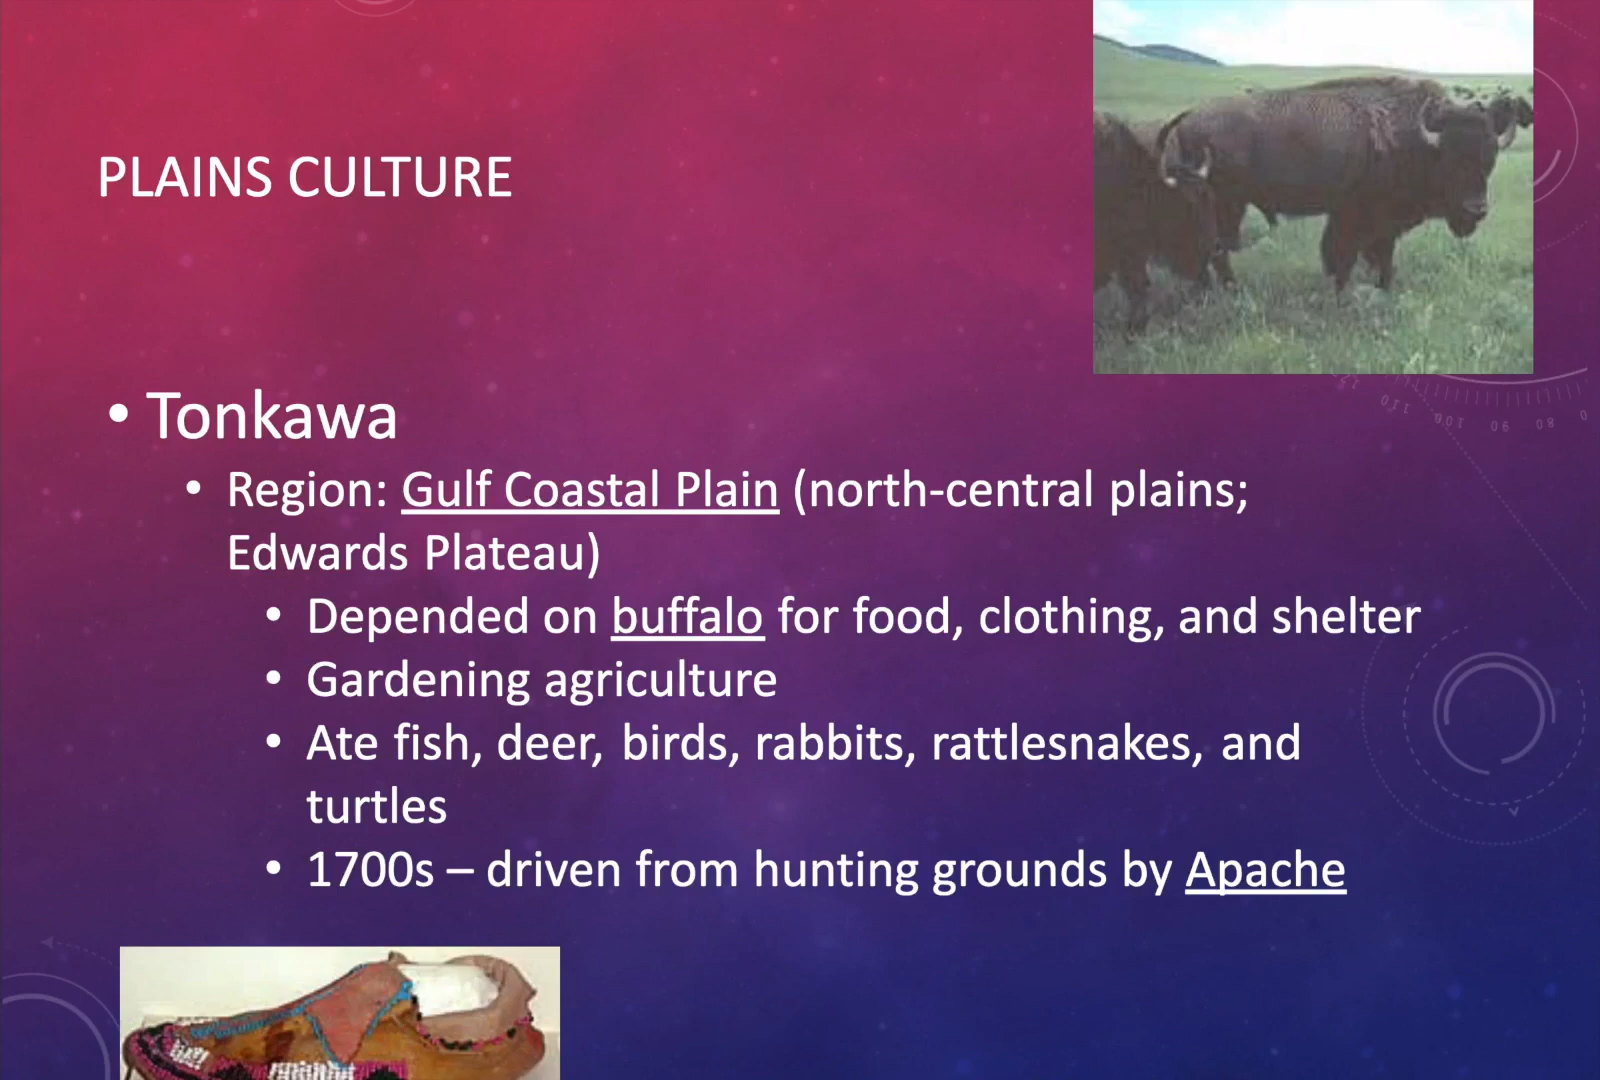 PLAINS CULTURE
• Tonkawa
• Region: Gulf Coastal Plain (north-central plains;
Edwards Plateau)
• Depended on buffalo for food, clothing, and shelter
• Gardening agriculture
• Ate fish, deer, birds, rabbits, rattlesnakes, and
turtles
• 1700s – driven from hunting grounds by Apache